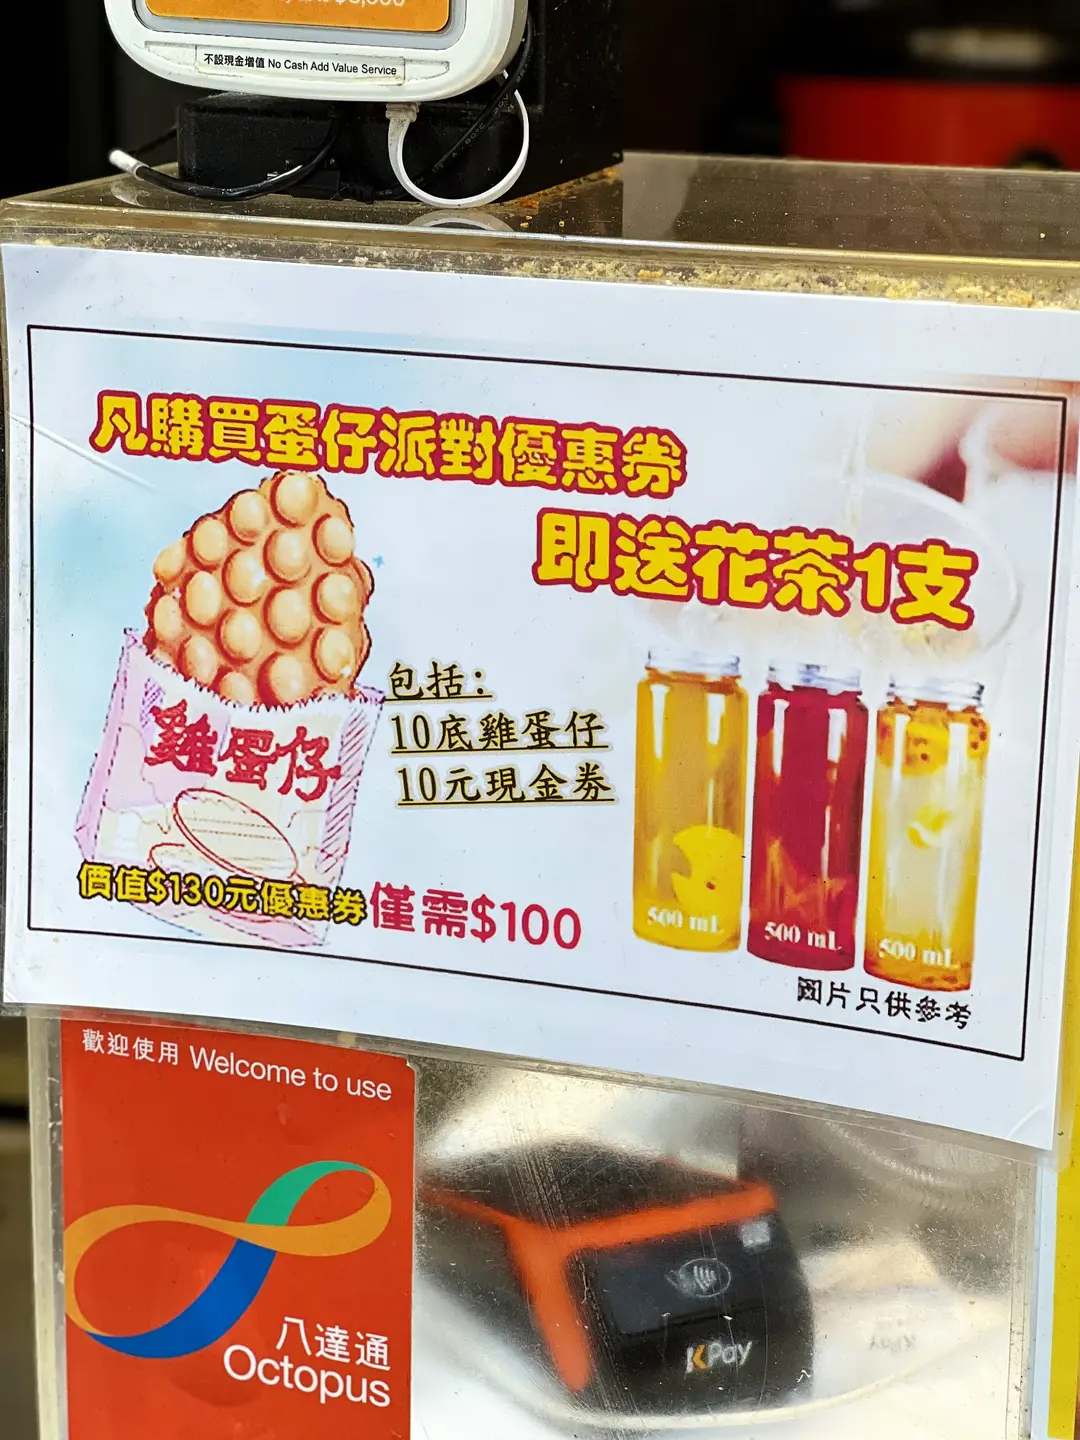 不設現金增值 No Cash Add Value Service
凡購買蛋仔派對優惠券
即送花茶1支
雞蛋仔
包括:
10底雞蛋仔
10元現金券
價值$130元優惠券僅需$100
500 mL
500 mL
500 mL
圖片只供參考
歡迎使用 Welcome to use
八達通
Octopus
KPay